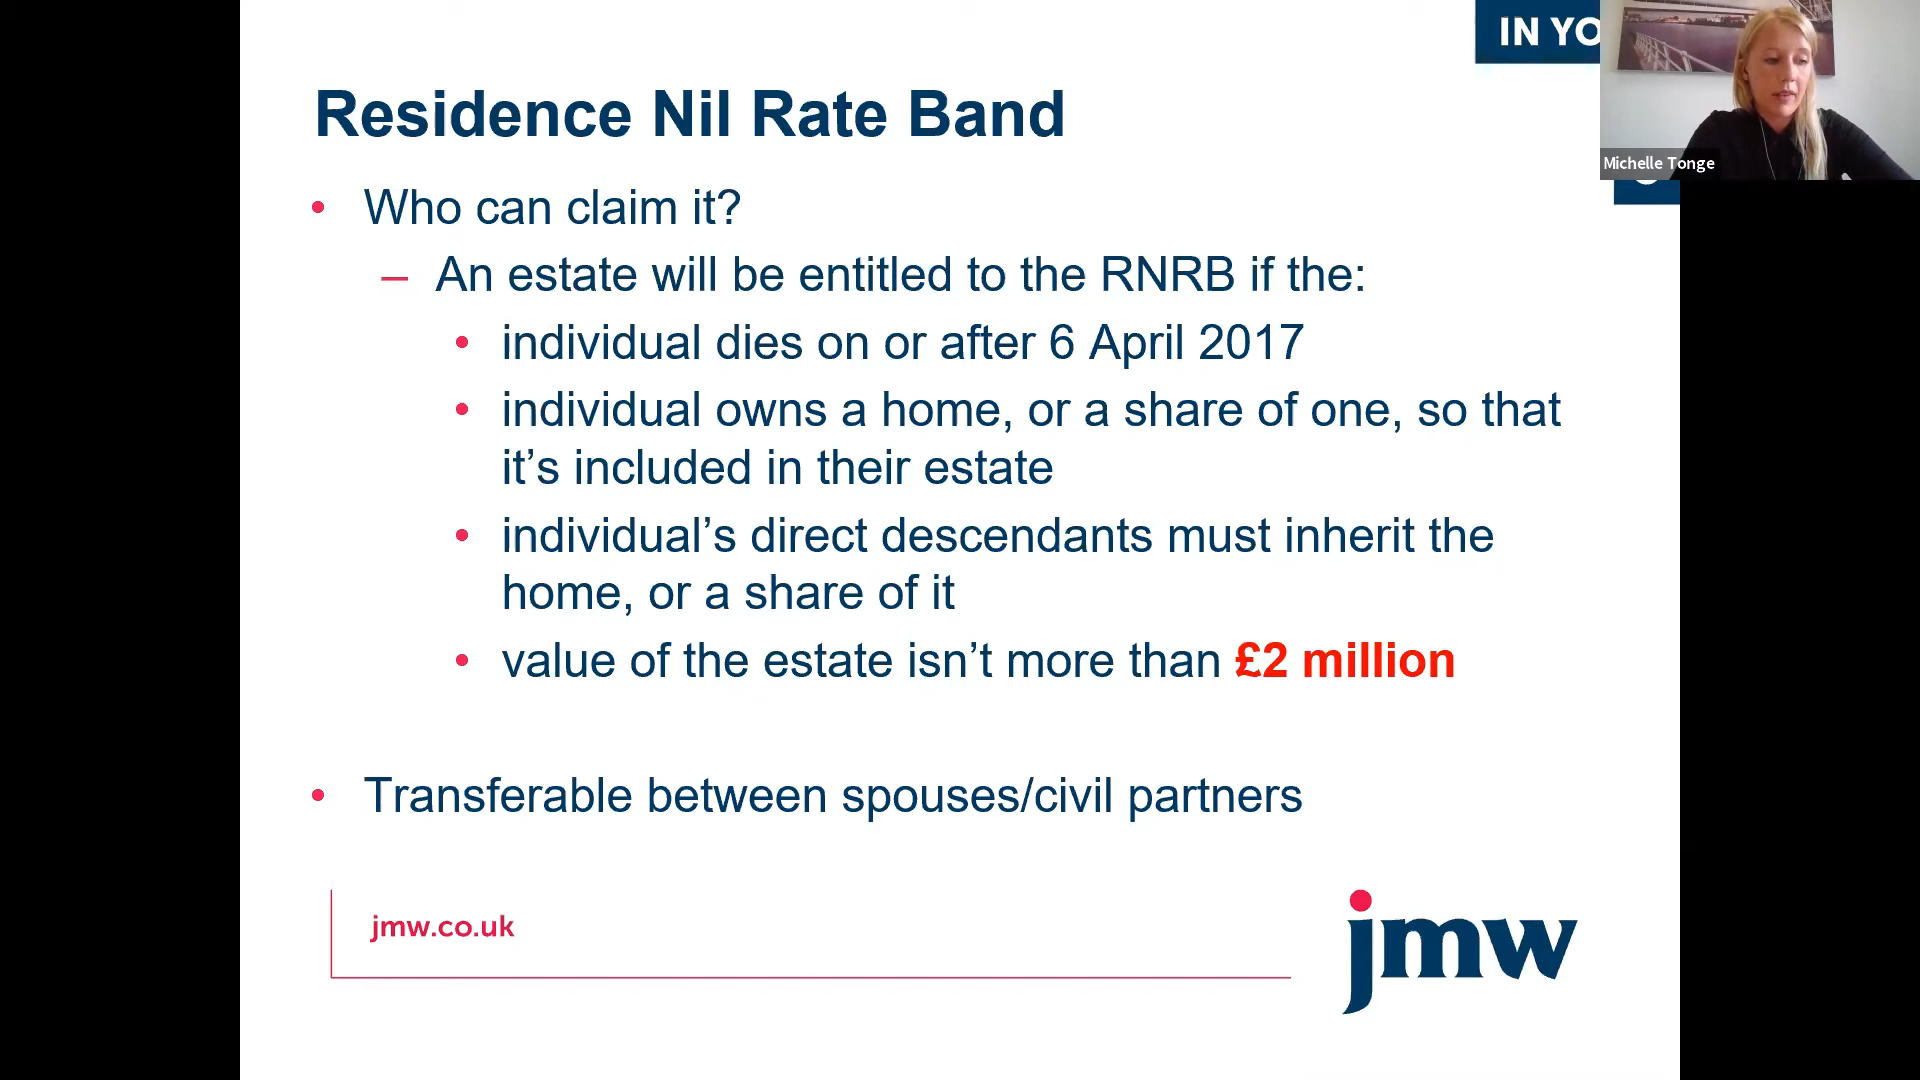 IN YO
Residence Nil Rate Band
Michelle Tonge
• Who can claim it?
– An estate will be entitled to the RNRB if the:
• individual dies on or after 6 April 2017
• individual owns a home, or a share of one, so that
it’s included in their estate
• individual’s direct descendants must inherit the
home, or a share of it
• value of the estate isn’t more than £2 million
• Transferable between spouses/civil partners
jmw.co.uk
jmw